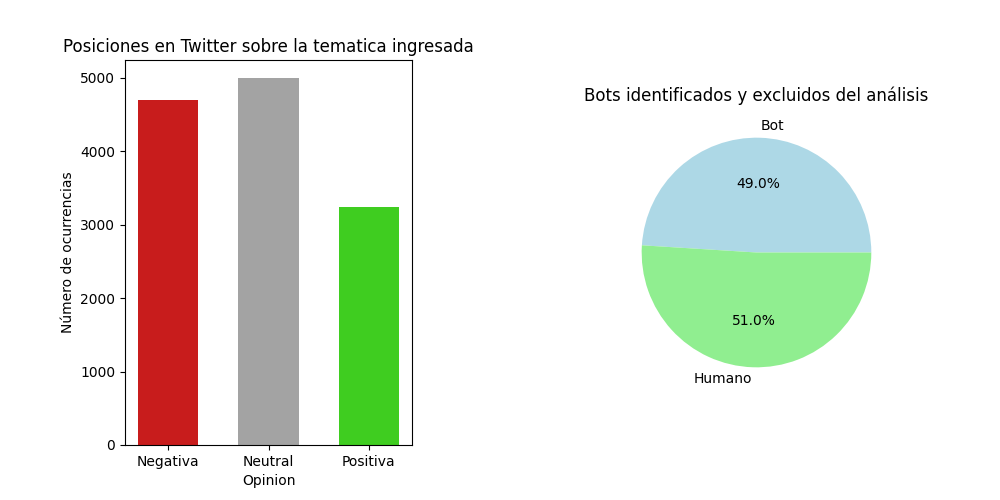 Posiciones en Twitter sobre la tematica ingresada
Número de ocurrencias
5000
4000
3000
2000
1000
0
Negativa
Neutral
Positiva
Opinion
Bots identificados y excluidos del análisis
Bot
49.0%
51.0%
Humano